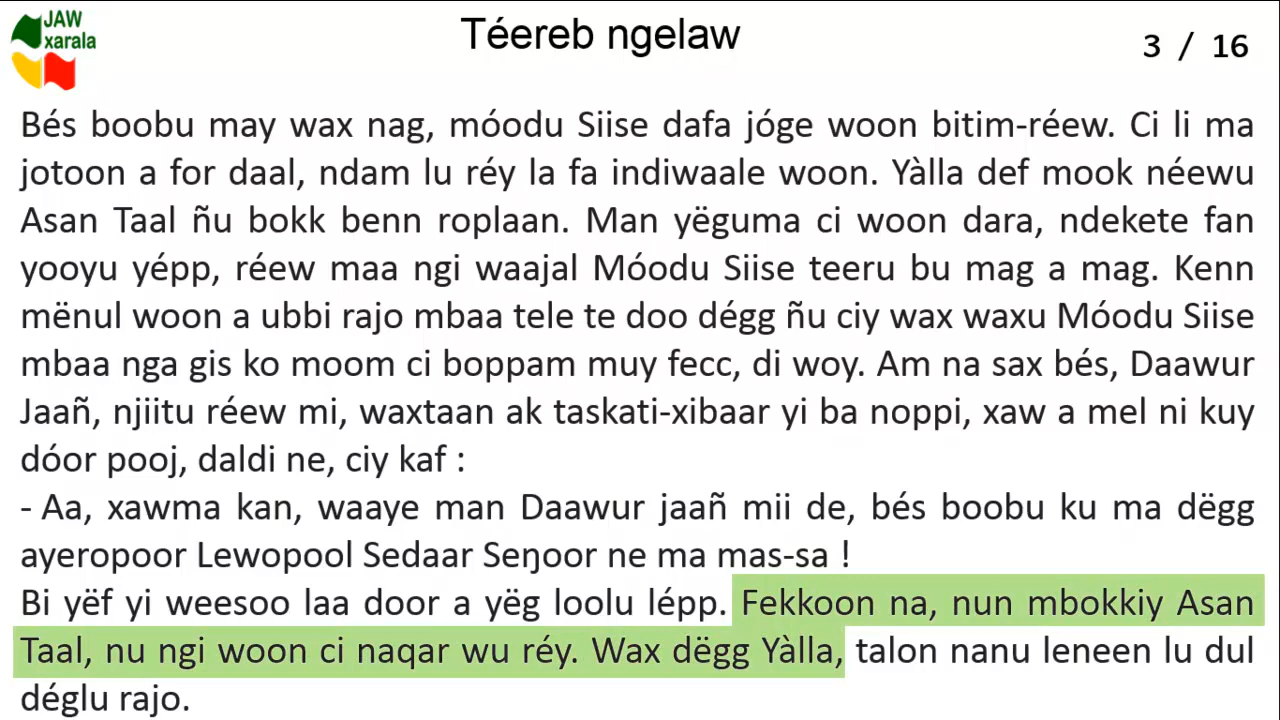 JAW
xarala
Téereb ngelaw
3 / 16
Bés boobu may wax nag, móodu Siise dafa jóge woon bitim-réew. Ci li ma
jotoon a for daal, ndam lu réy la fa indiwaale woon. Yàlla def mook néewu
Asan Taal ñu bokk benn roplaan. Man yëguma ci woon dara, ndekete fan
yooyu yépp, réew maa ngi waajal Móodu Siise teeru bu mag a mag. Kenn
mënul woon a ubbi rajo mbaa tele te doo dégg ñu ciy wax waxu Móodu Siise
mbaa nga gis ko moom ci boppam muy fecc, di woy. Am na sax bés, Daawur
Jaañ, njiitu réew mi, waxtaan ak taskati-xibaar yi ba noppi, xaw a mel ni kuy
dóor pooj, daldi ne, ciy kaf :
- Aa, xawma kan, waaye man Daawur jaañ mii de, bés boobu ku ma dëgg
ayeropoor Lewopool Sedaar Seŋoor ne ma mas-sa !
Bi yëf yi weesoo laa door a yëg loolu lépp. Fekkoon na, nun mbokkiy Asan
Taal, nu ngi woon ci naqar wu réy. Wax dëgg Yàlla, talon nanu leneen lu dul
déglu rajo.